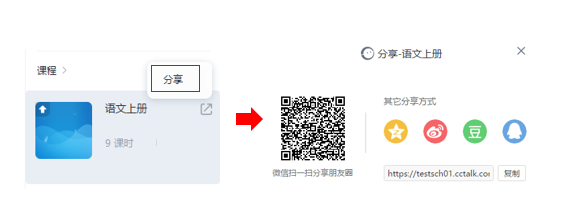 课程
分享
语文上册
9 课时
分享-语文上册
其它分享方式
豆
微信扫一扫分享朋友圈
https://testsch01.cctalk.co
复制